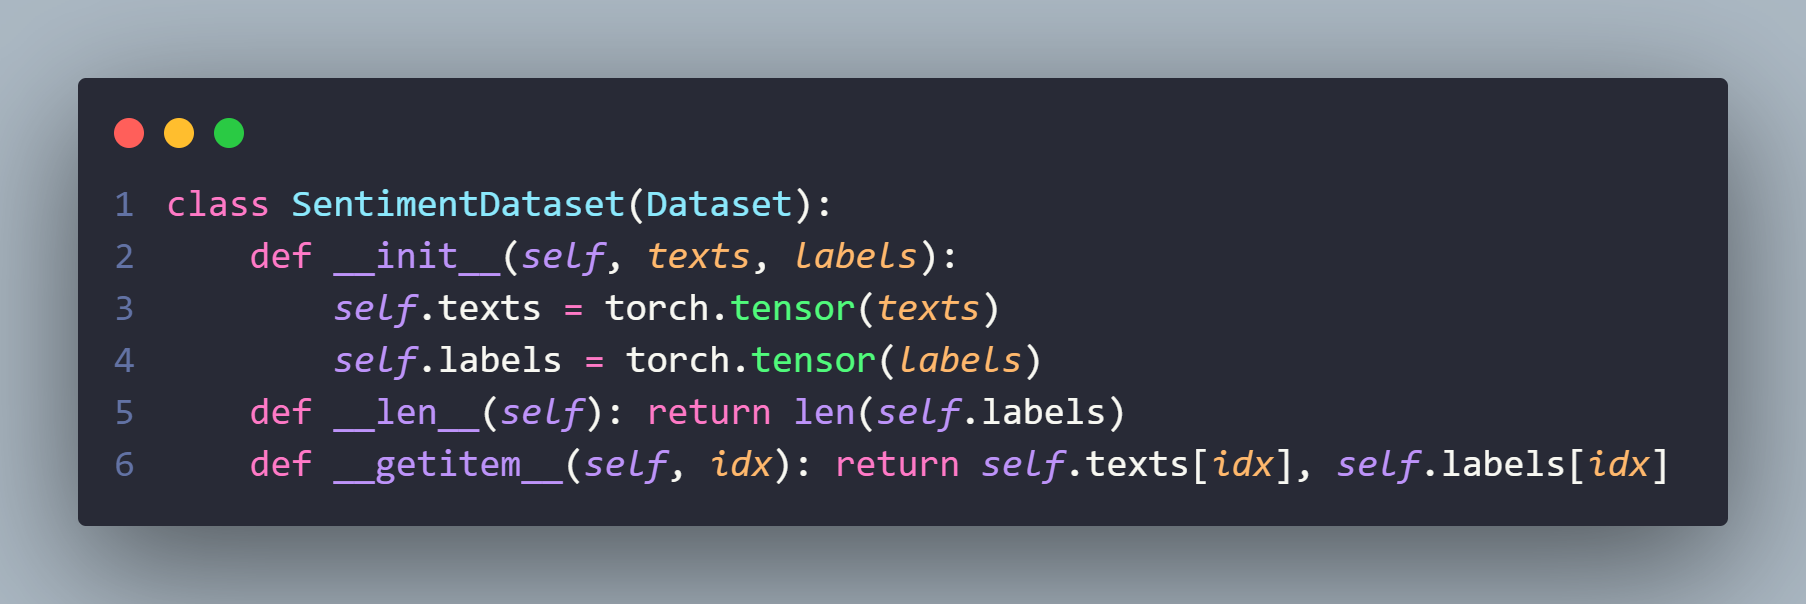 1 class SentimentDataset(Dataset):
2     def __init__(self, texts, labels):
3         self.texts = torch.tensor(texts)
4         self.labels = torch.tensor(labels)
5     def __len__(self): return len(self.labels)
6     def __getitem__(self, idx): return self.texts[idx], self.labels[idx]